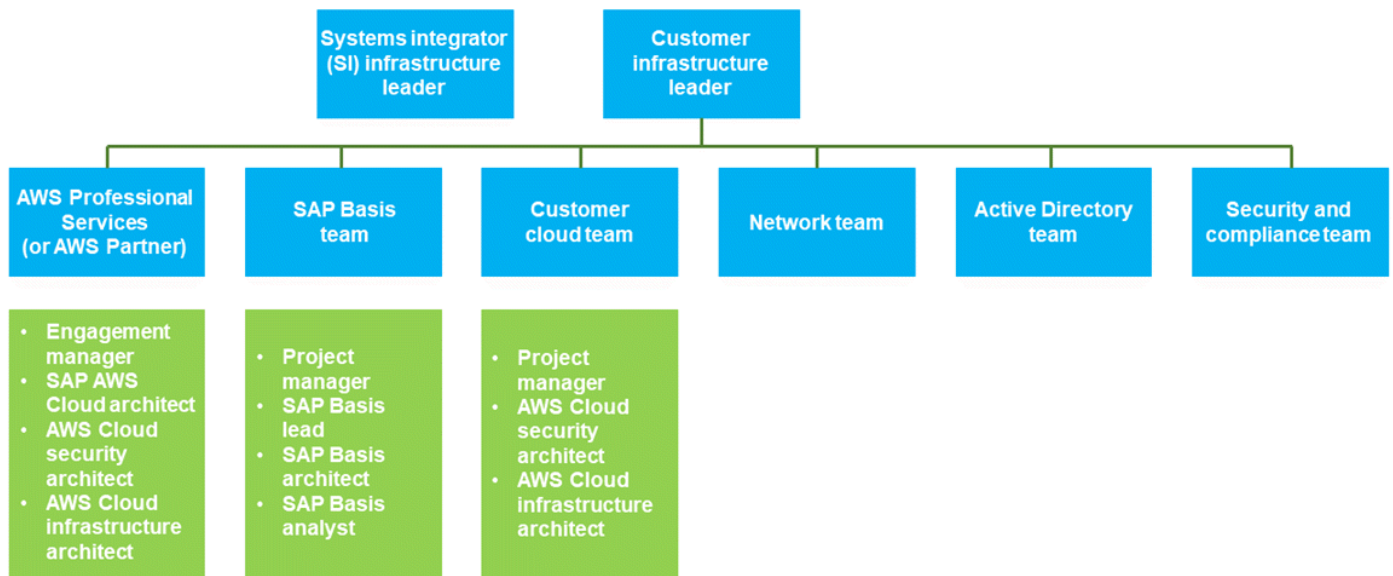 Systems integrator
(SI) infrastructure
leader
Customer
infrastructure
leader
AWS Professional
Services
(or AWS Partner)
SAP Basis
team
Customer
cloud team
Network team
Active Directory
team
Security and
compliance team
• Engagement
manager
• SAP AWS
Cloud architect
• AWS Cloud
security
architect
• AWS Cloud
infrastructure
architect
• Project
manager
• SAP Basis
lead
• SAP Basis
architect
• SAP Basis
analyst
• Project
manager
• AWS Cloud
security
architect
• AWS Cloud
infrastructure
architect